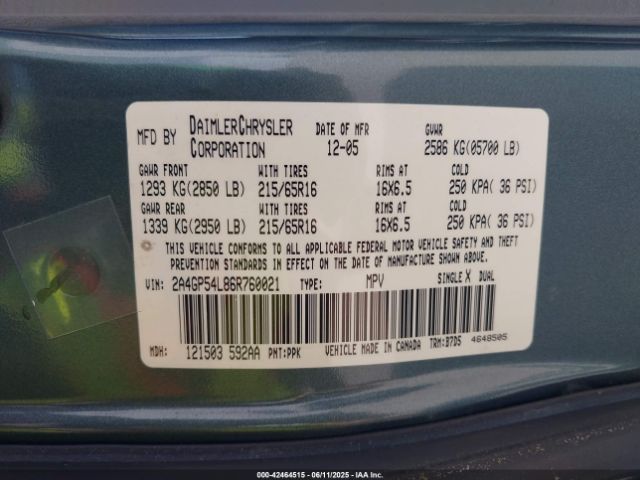 MFD BY DAIMLERCHRYSLER CORPORATION DATE OF MFR 12-05 GVWR 2586 KG(05700 LB)
GAWR FRONT WITH TIRES RIMS AT COLD
1293 KG(2850 LB) 215/65R16 16X6.5 250 KPA( 36 PSI)
GAWR REAR WITH TIRES RIMS AT COLD
1339 KG(2950 LB) 215/65R16 16X6.5 250 KPA( 36 PSI)
THIS VEHICLE CONFORMS TO ALL APPLICABLE FEDERAL MOTOR VEHICLE SAFETY AND THEFT
PREVENTION STANDARDS IN EFFECT ON THE DATE OF MANUFACTURE SHOWN ABOVE.
VIN: 2A4GP54L86R760021 TYPE: MPV SINGLE X DUAL
MDH: 121503 592AA PNT:PPK VEHICLE MADE IN CANADA TRM:B7D5 4648505
000-42464515 - 06/11/2025 - IAA Inc.